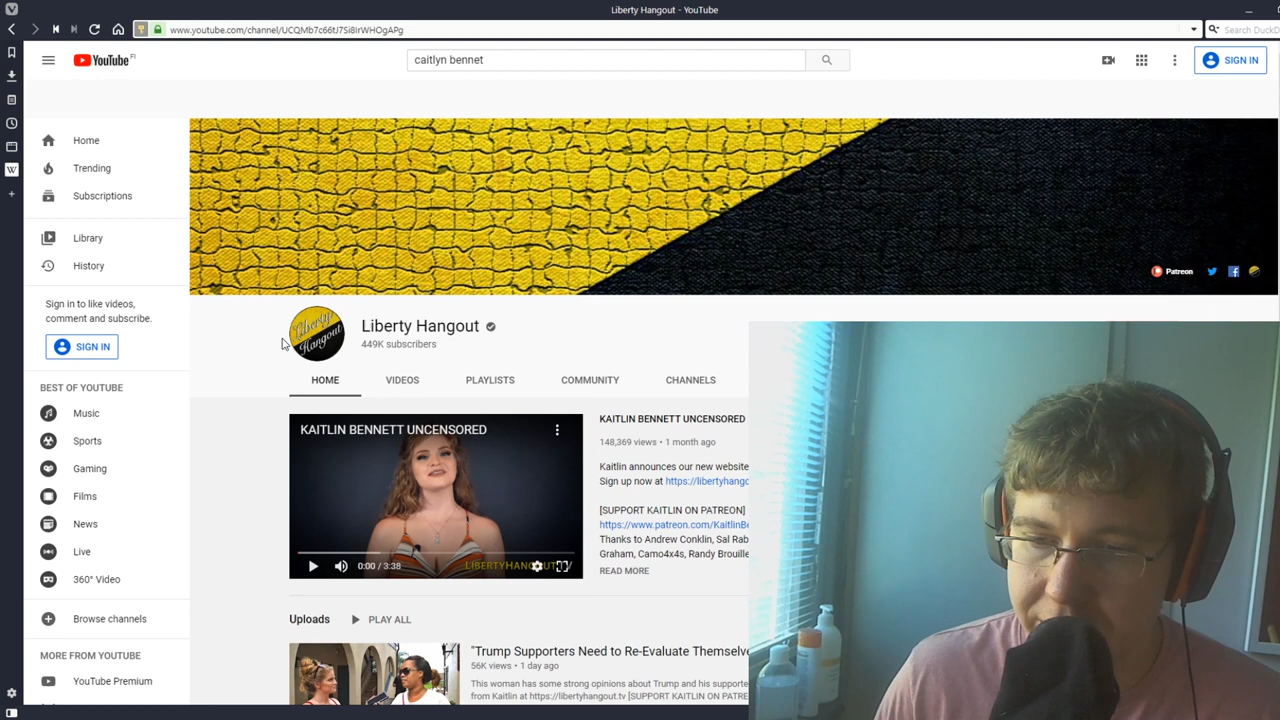 Liberty Hangout - YouTube
www.youtube.com/channel/UCQMb7c66tJ7Si8IrWHOgAPg
Search DuckD
YouTube FI
caitlyn bennet
SIGN IN
Home
Trending
Subscriptions
Library
History
Sign in to like videos,
comment and subscribe.
SIGN IN
BEST OF YOUTUBE
Music
Sports
Gaming
Films
News
Live
360° Video
Browse channels
MORE FROM YOUTUBE
YouTube Premium
Patreon
Liberty Hangout
Liberty Hangout
449K subscribers
HOME
VIDEOS
PLAYLISTS
COMMUNITY
CHANNELS
KAITLIN BENNETT UNCENSORED
0:00 / 3:38
LIBERTYHANGOUT.TV
KAITLIN BENNETT UNCENSORED
148,369 views • 1 month ago
Kaitlin announces our new website
Sign up now at https://libertyhango
[SUPPORT KAITLIN ON PATREON]
https://www.patreon.com/KaitlinBe
Thanks to Andrew Conklin, Sal Rab
Graham, Camo4x4s, Randy Brouille
READ MORE
Uploads
PLAY ALL
"Trump Supporters Need to Re-Evaluate Themselve
56K views • 1 day ago
This woman has some strong opinions about Trump and his supporte
from Kaitlin at https://libertyhangout.tv [SUPPORT KAITLIN ON PATRE